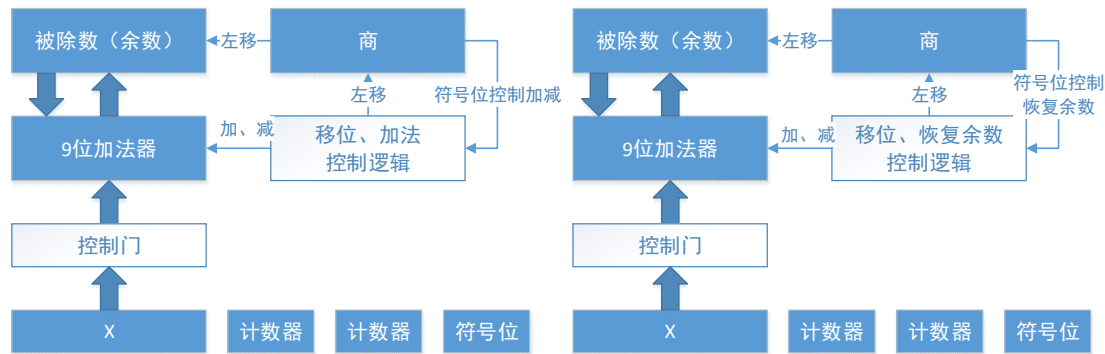 被除数（余数）
左移
商
左移
符号位控制加减
加、减
9位加法器
移位、加法
控制逻辑
控制门
X
计数器
计数器
符号位
被除数（余数）
左移
商
左移
符号位控制
恢复余数
加、减
9位加法器
移位、恢复余数
控制逻辑
控制门
X
计数器
计数器
符号位